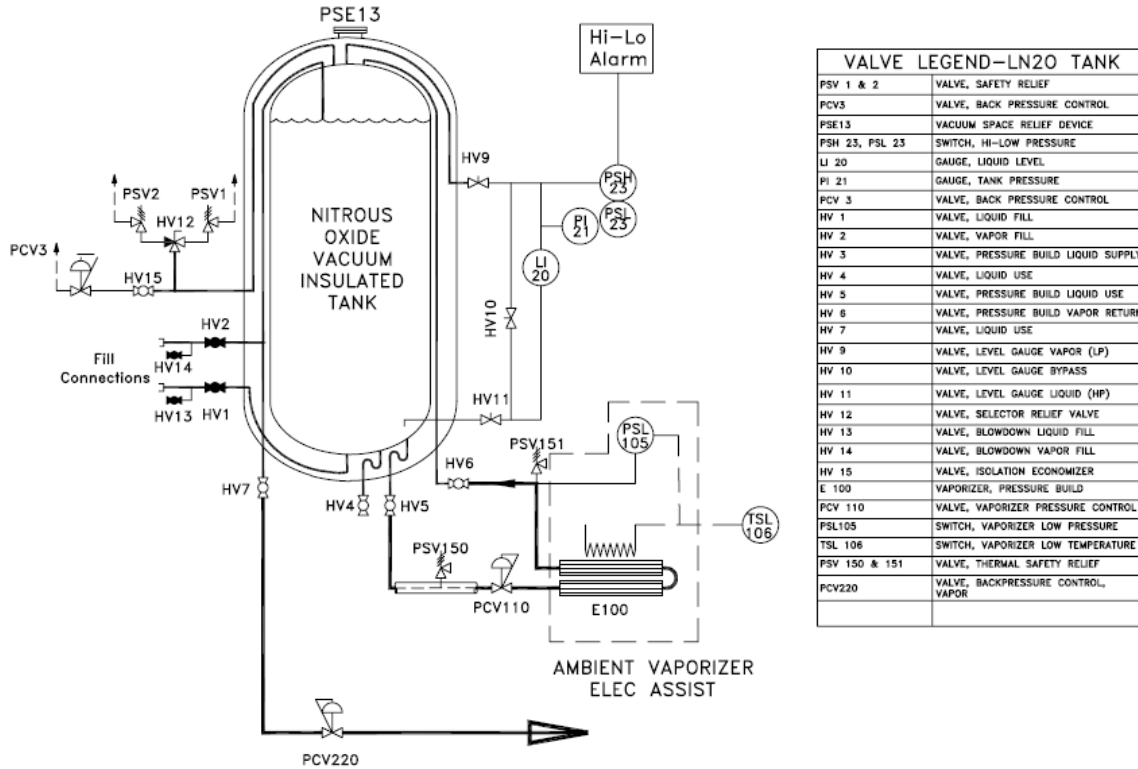 PSE13
Hi-Lo
Alarm
HV9
PSH
23
PSL
23
PI
21
LI
20
PSV2
PSV1
HV12
PCV3
HV15
NITROUS
OXIDE
VACUUM
INSULATED
TANK
HV10
HV2
HV14
Fill
Connections
HV13
HV1
HV11
PSL
105
PSV151
HV6
HV7
HV4
HV5
TSL
106
PSV150
PCV110
E100
AMBIENT VAPORIZER
ELEC ASSIST
PCV220
VALVE LEGEND-LN2O TANK
PSV 1 & 2 VALVE, SAFETY RELIEF
PCV3 VALVE, BACK PRESSURE CONTROL
PSE13 VACUUM SPACE RELIEF DEVICE
PSH 23, PSL 23 SWITCH, HI-LOW PRESSURE
LI 20 GAUGE, LIQUID LEVEL
PI 21 GAUGE, TANK PRESSURE
PCV 3 VALVE, BACK PRESSURE CONTROL
HV 1 VALVE, LIQUID FILL
HV 2 VALVE, VAPOR FILL
HV 3 VALVE, PRESSURE BUILD LIQUID SUPPLY
HV 4 VALVE, LIQUID USE
HV 5 VALVE, PRESSURE BUILD LIQUID USE
HV 6 VALVE, PRESSURE BUILD VAPOR RETURN
HV 7 VALVE, LIQUID USE
HV 9 VALVE, LEVEL GAUGE VAPOR (LP)
HV 10 VALVE, LEVEL GAUGE BYPASS
HV 11 VALVE, LEVEL GAUGE LIQUID (HP)
HV 12 VALVE, SELECTOR RELIEF VALVE
HV 13 VALVE, BLOWDOWN LIQUID FILL
HV 14 VALVE, BLOWDOWN VAPOR FILL
HV 15 VALVE, ISOLATION ECONOMIZER
E 100 VAPORIZER, PRESSURE BUILD
PCV 110 VALVE, VAPORIZER PRESSURE CONTROL
PSL105 SWITCH, VAPORIZER LOW PRESSURE
TSL 106 SWITCH, VAPORIZER LOW TEMPERATURE
PSV 150 & 151 VALVE, THERMAL SAFETY RELIEF
PCV220 VALVE, BACKPRESSURE CONTROL,
VAPOR